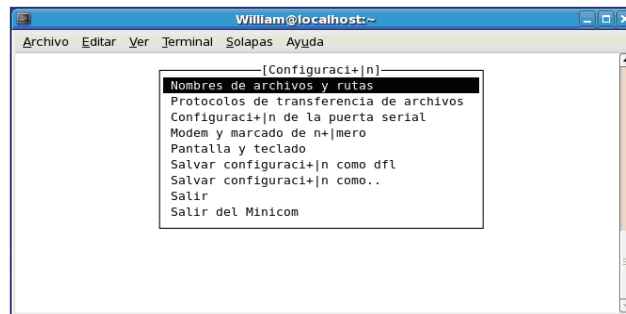 William@localhost:~
Archivo Editar Ver Terminal Solapas Ayuda
[Configuraci+|n]
Nombres de archivos y rutas
Protocolos de transferencia de archivos
Configuraci+|n de la puerta serial
Modem y marcado de n+|mero
Pantalla y teclado
Salvar configuraci+|n como dfl
Salvar configuraci+|n como..
Salir
Salir del Minicom